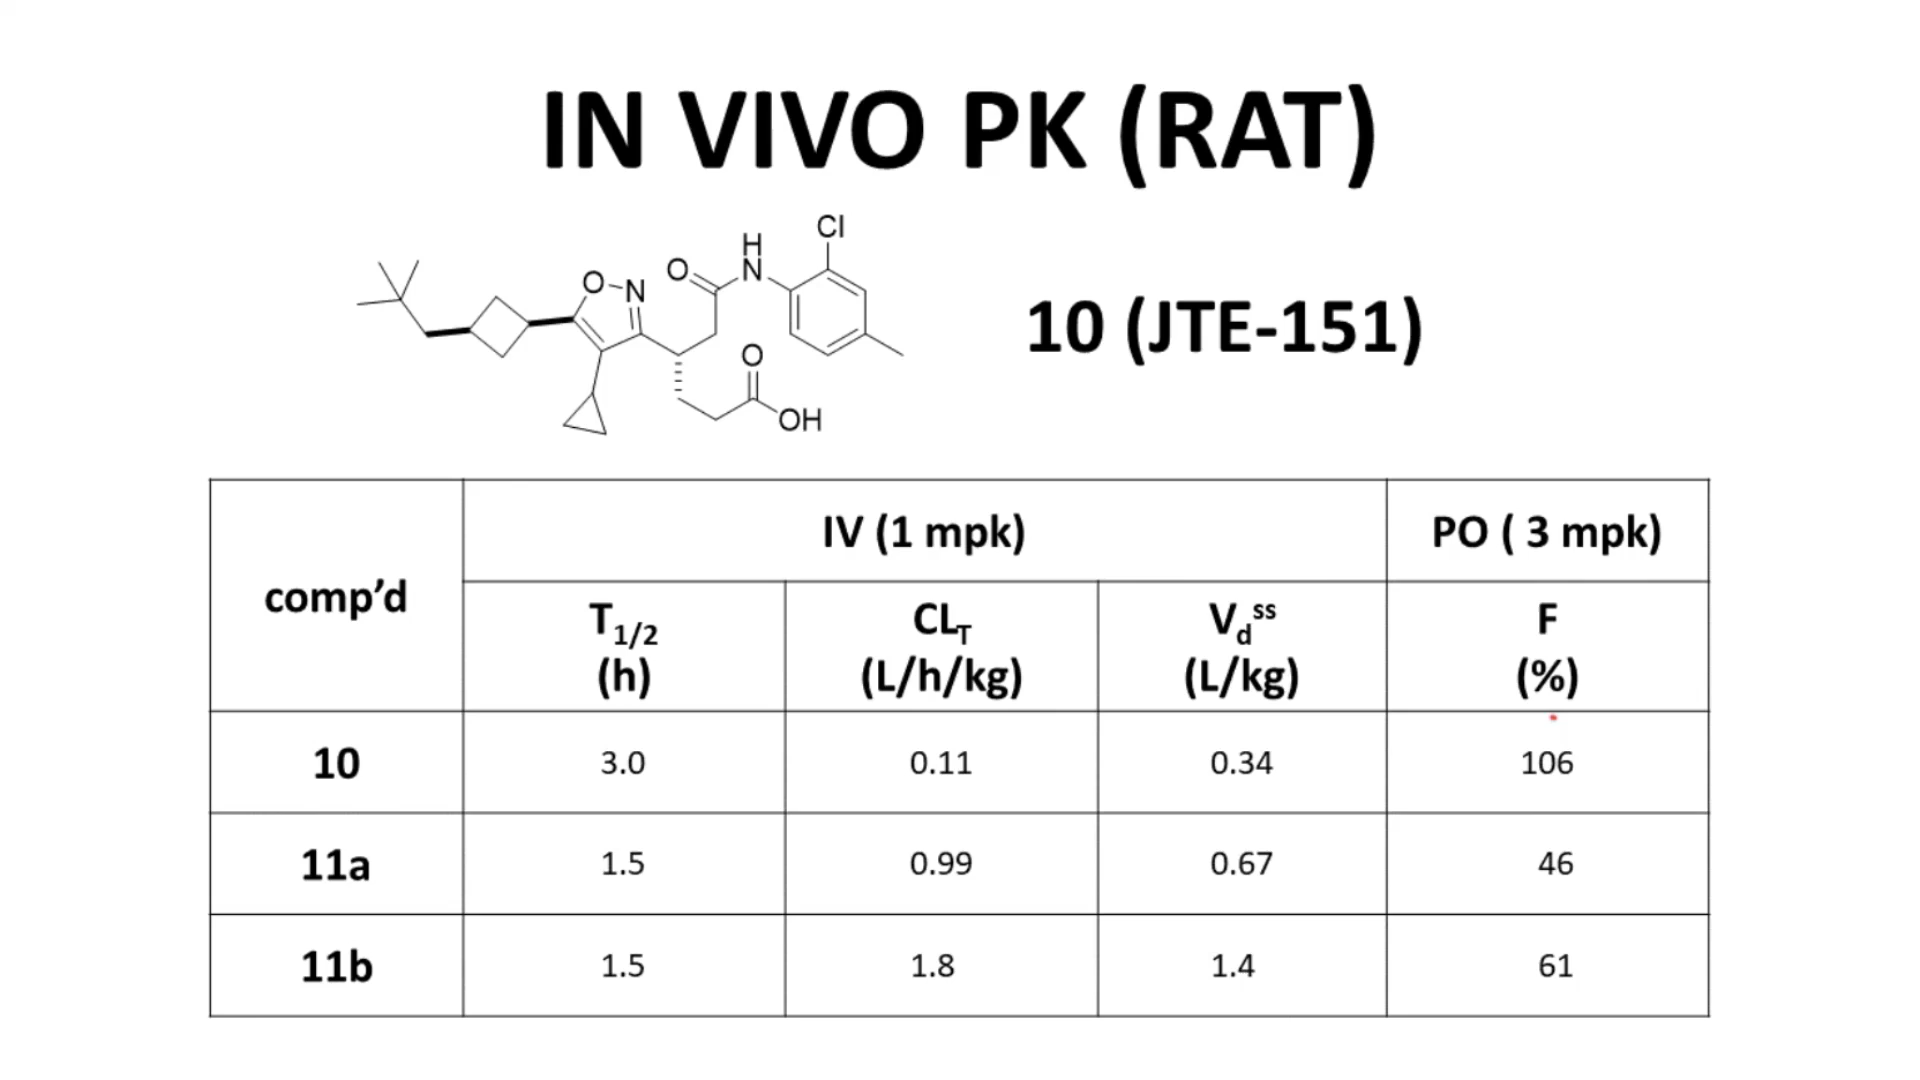 IN VIVO PK (RAT)
Cl
H
N
O
O
N
O
OH
10 (JTE-151)
comp’d
IV (1 mpk)
PO ( 3 mpk)
T1/2
(h)
CLT
(L/h/kg)
Vdss
(L/kg)
F
(%)
10 3.0 0.11 0.34 106
11a 1.5 0.99 0.67 46
11b 1.5 1.8 1.4 61